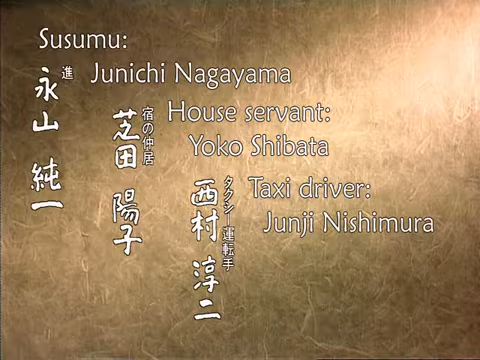 Susumu:
Junichi Nagayama
進
永山 純一
House servant:
Yoko Shibata
宿の仲居
芝田 陽子
Taxi driver:
Junji Nishimura
タクシー運転手
西村 淳二